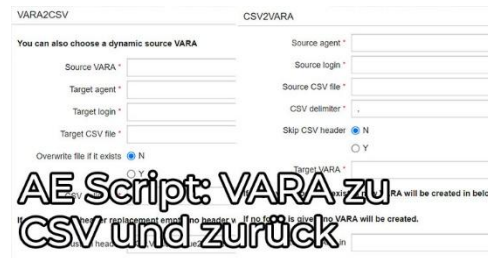 VARA2CSV
You can also choose a dynamic source VARA
Source VARA *
Target agent *
Target login *
Target CSV file *
Overwrite file if it exists N
Y
CSV2VARA
Source agent *
Source login *
Source CSV file *
CSV delimiter * ,
Skip CSV header N
Y
Target VARA *
RA will be created in
If no is given no VARA will be created.
AE Script: VARA zu
CSV und zurück